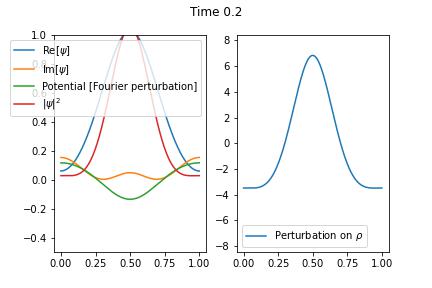 Time 0.2
1.0
0.8
0.6
0.4
0.2
0.0
−0.2
−0.4
0.00 0.25 0.50 0.75 1.00
Re[ψ]
Im[ψ]
Potential [Fourier perturbation]
|ψ|²
8
6
4
2
0
−2
−4
−6
−8
0.00 0.25 0.50 0.75 1.00
Perturbation on ρ